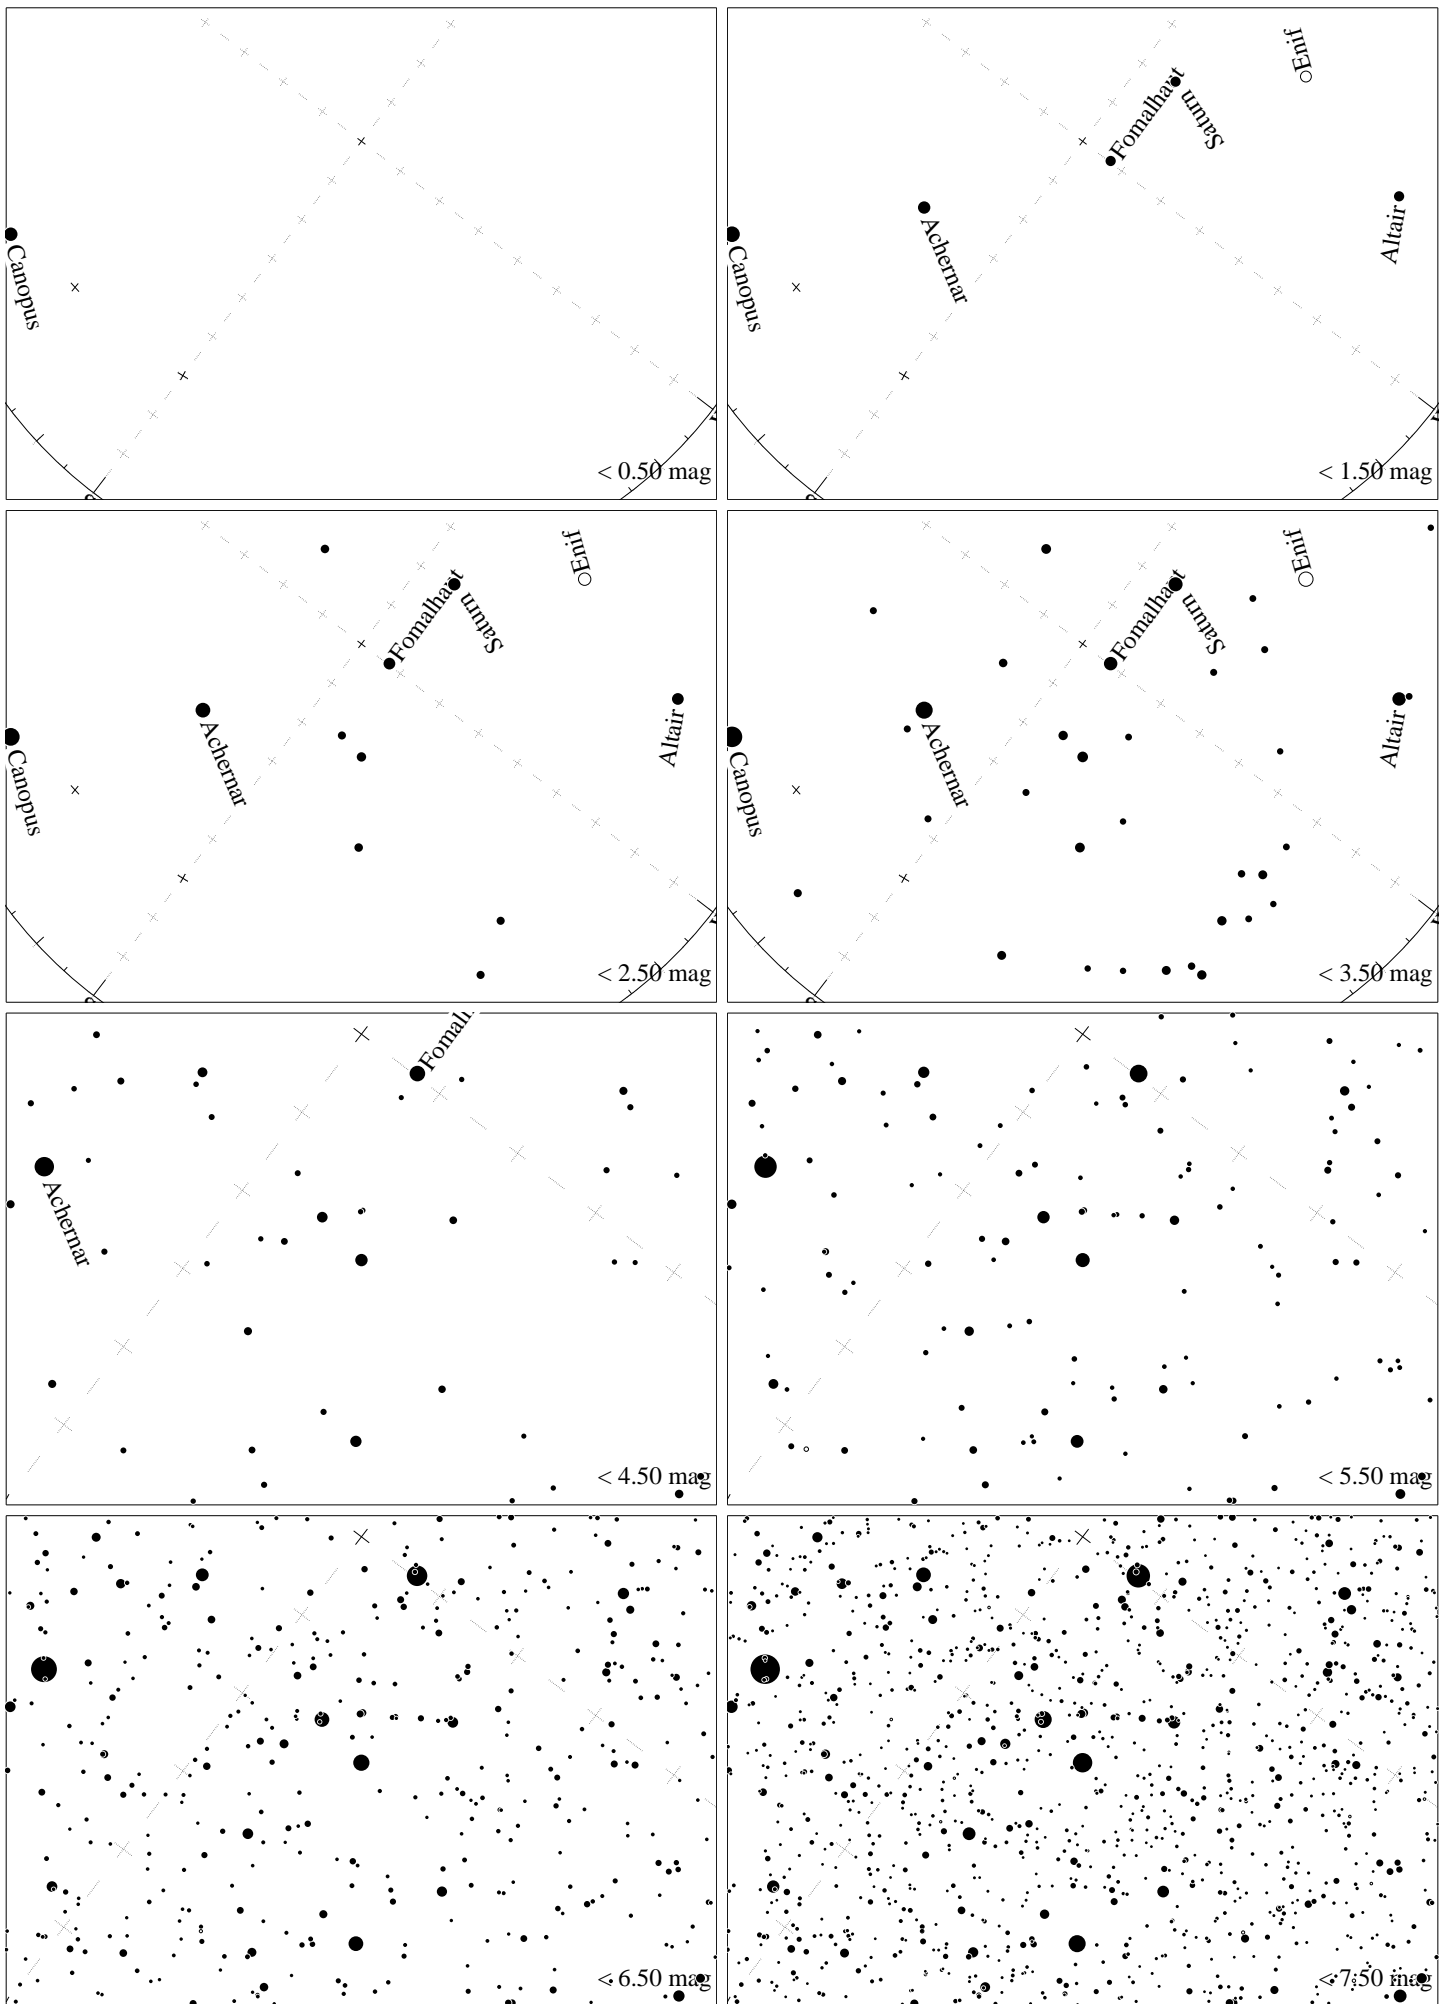 Canopus
< 0.50 mag
Enif
Fomalhaut
Saturn
Achernar
Altair
Canopus
< 1.50 mag
Enif
Fomalhaut
Saturn
Achernar
Altair
Canopus
< 2.50 mag
Enif
Fomalhaut
Saturn
Achernar
Altair
Canopus
< 3.50 mag
Fomalh
Achernar
< 4.50 mag
< 5.50 mag
< 6.50 mag
< 7.50 mag